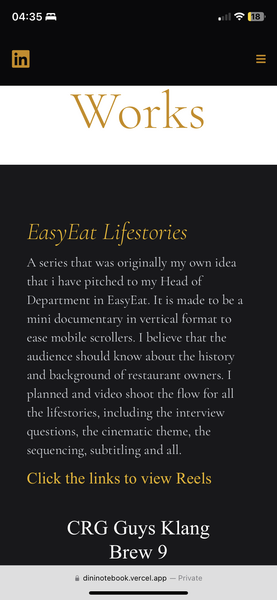 04:35
18
in
Works
EasyEat Lifestories
A series that was originally my own idea
that i have pitched to my Head of
Department in EasyEat. It is made to be a
mini documentary in vertical format to
ease mobile scrollers. I believe that the
audience should know about the history
and background of restaurant owners. I
planned and video shoot the flow for all
the lifestories, including the interview
questions, the cinematic theme, the
sequencing, subtitling and all.
Click the links to view Reels
CRG Guys Klang
Brew 9
dininotebook.vercel.app — Private